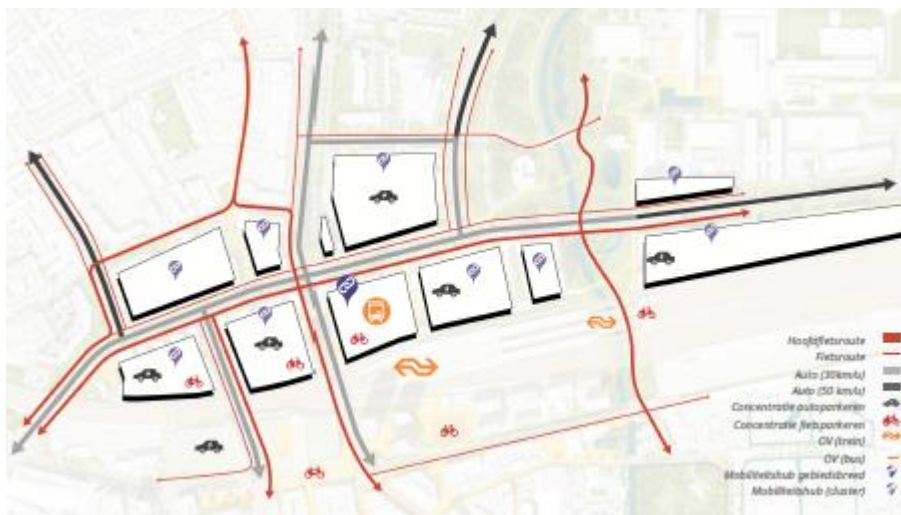 Hoofdfietsroute
Fietsroute
Auto (30km/u)
Auto (50 km/u)
Concentratie autoparkeren
Concentratie fietsparkeren
OV (trein)
OV (bus)
Mobiliteitshub gebiedsbreed
Mobiliteitshub (cluster)